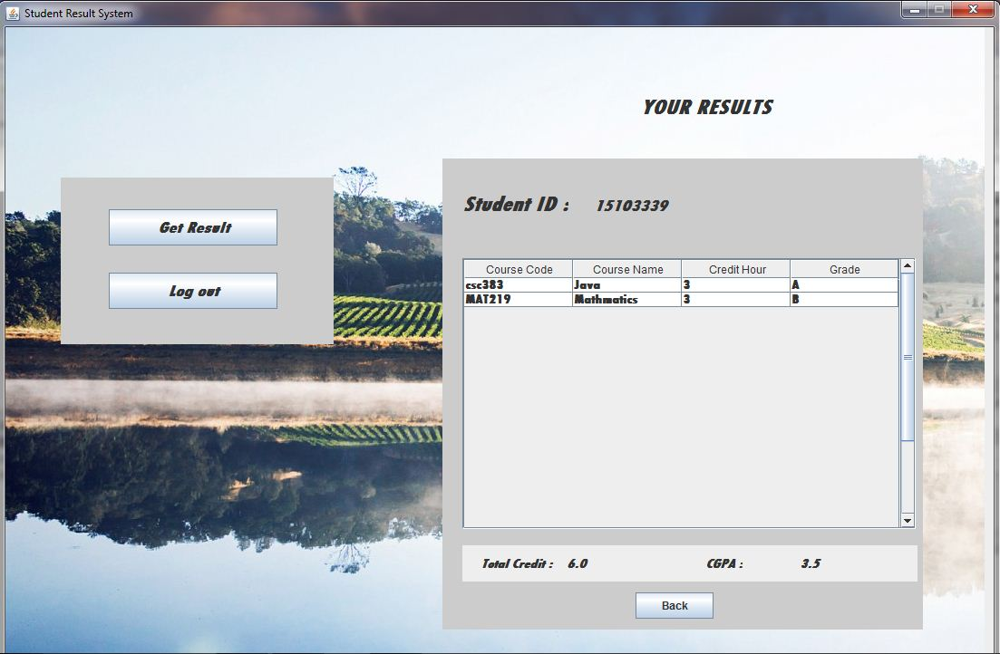 Student Result System
YOUR RESULTS
Get Result
Log out
Student ID : 15103339
Course Code Course Name Credit Hour Grade
csc383 Java 3 A
MAT219 Mathmatics 3 B
Total Credit : 6.0 CGPA : 3.5
Back